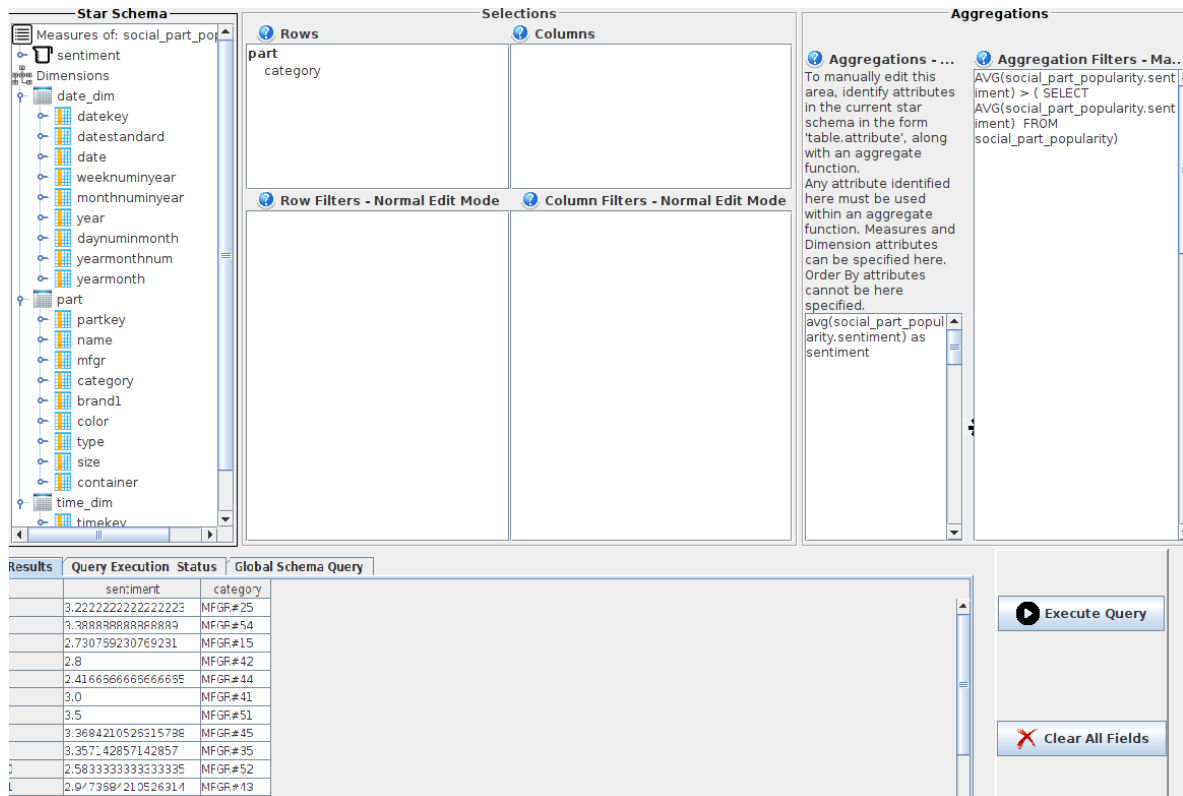 Star Schema
Measures of: social_part_pop
sentiment
Dimensions
date_dim
datekey
datestandard
date
weeknuminyear
monthnuminyear
year
daynuminmonth
yearmonthnum
yearmonth
part
partkey
name
mfgr
category
brand1
color
type
size
container
time_dim
timekey
Selections
Rows
Columns
part
category
Row Filters - Normal Edit Mode
Column Filters - Normal Edit Mode
Aggregations
Aggregations - ...
To manually edit this
area, identify attributes
in the current star
schema in the form
'table.attribute', along
with an aggregate
function.
Any attribute identified
here must be used
within an aggregate
function. Measures and
Dimension attributes
can be specified here.
Order By attributes
cannot be here
specified.
avg(social_part_popul
arity.sentiment) as
sentiment
Aggregation Filters - Ma..
AVG(social_part_popularity.sent
iment) > ( SELECT
AVG(social_part_popularity.sent
iment) FROM
social_part_popularity)
Results Query Execution Status Global Schema Query
sentiment category
3.2222222222222223 MFGR#25
3.388888888888889 MFGR#54
2.730769230769231 MFGR#15
2.8 MFGR#42
2.4166666666666665 MFGR#44
3.0 MFGR#41
3.5 MFGR#51
3.3684210526315788 MFGR#45
3.357142857142857 MFGR#35
0 2.5833333333333335 MFGR#52
1 2.9473684210526314 MFGR#43
Execute Query
Clear All Fields